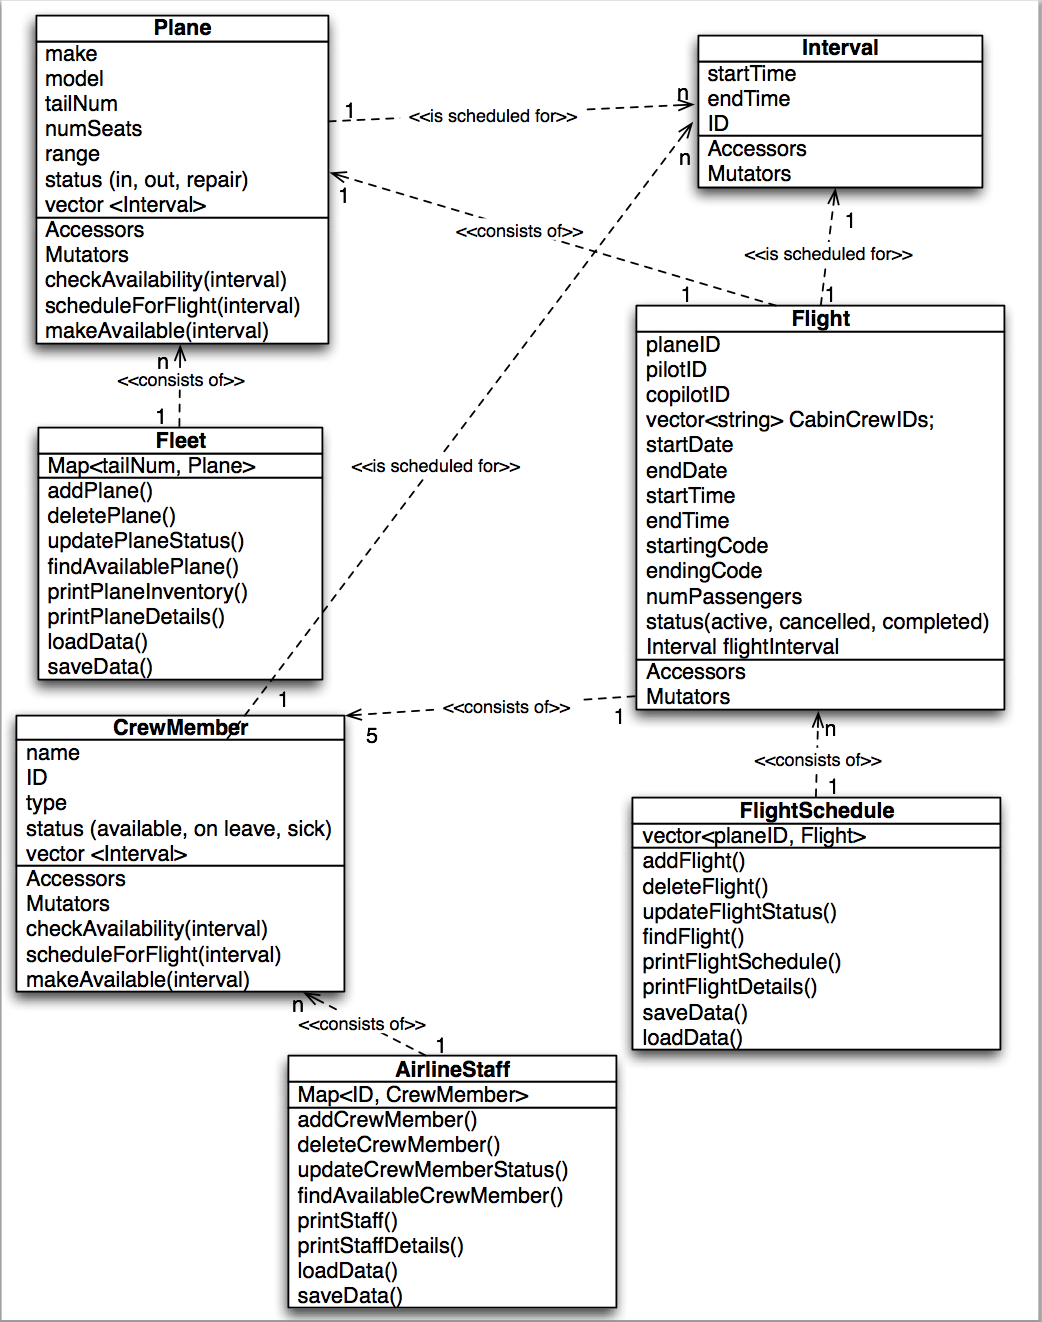 Plane
make
model
tailNum
numSeats
range
status (in, out, repair)
vector <Interval>
Accessors
Mutators
checkAvailability(interval)
scheduleForFlight(interval)
makeAvailable(interval)
1
<<is scheduled for>>
n
Interval
startTime
endTime
ID
Accessors
Mutators
n
1
<<consists of>>
1
1
<<is scheduled for>>
1
n
<<consists of>>
1
Fleet
Map<tailNum, Plane>
addPlane()
deletePlane()
updatePlaneStatus()
findAvailablePlane()
printPlaneInventory()
printPlaneDetails()
loadData()
saveData()
<<is scheduled for>>
1
Flight
planeID
pilotID
copilotID
vector<string> CabinCrewIDs;
startDate
endDate
startTime
endTime
startingCode
endingCode
numPassengers
status(active, cancelled, completed)
Interval flightInterval
Accessors
Mutators
<<consists of>>
5
1
CrewMember
name
ID
type
status (available, on leave, sick)
vector <Interval>
Accessors
Mutators
checkAvailability(interval)
scheduleForFlight(interval)
makeAvailable(interval)
n
<<consists of>>
1
FlightSchedule
vector<planeID, Flight>
addFlight()
deleteFlight()
updateFlightStatus()
findFlight()
printFlightSchedule()
printFlightDetails()
saveData()
loadData()
n
<<consists of>>
1
AirlineStaff
Map<ID, CrewMember>
addCrewMember()
deleteCrewMember()
updateCrewMemberStatus()
findAvailableCrewMember()
printStaff()
printStaffDetails()
loadData()
saveData()